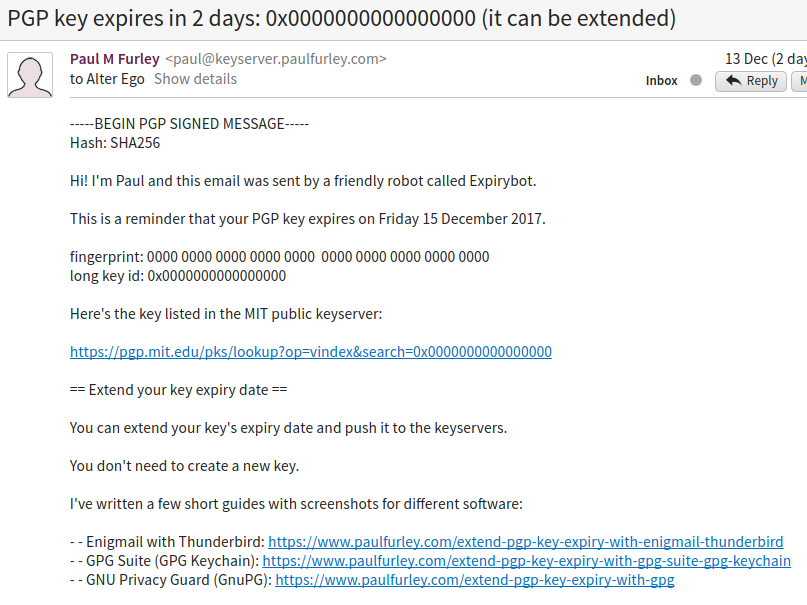 PGP key expires in 2 days: 0x0000000000000000 (it can be extended)
Paul M Furley <paul@keyserver.paulfurley.com>
13 Dec (2 day
to Alter Ego Show details
Inbox
Reply
M
-----BEGIN PGP SIGNED MESSAGE-----
Hash: SHA256
Hi! I'm Paul and this email was sent by a friendly robot called Expirybot.
This is a reminder that your PGP key expires on Friday 15 December 2017.
fingerprint: 0000 0000 0000 0000 0000  0000 0000 0000 0000 0000
long key id: 0x0000000000000000
Here's the key listed in the MIT public keyserver:
https://pgp.mit.edu/pks/lookup?op=vindex&search=0x0000000000000000
== Extend your key expiry date ==
You can extend your key's expiry date and push it to the keyservers.
You don't need to create a new key.
I've written a few short guides with screenshots for different software:
- - Enigmail with Thunderbird: https://www.paulfurley.com/extend-pgp-key-expiry-with-enigmail-thunderbird
- - GPG Suite (GPG Keychain): https://www.paulfurley.com/extend-pgp-key-expiry-with-gpg-suite-gpg-keychain
- - GNU Privacy Guard (GnuPG): https://www.paulfurley.com/extend-pgp-key-expiry-with-gpg